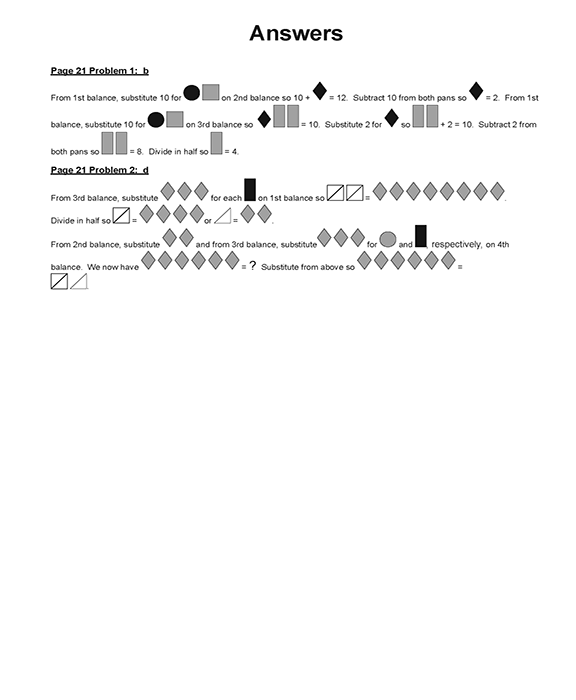 Answers
Page 21 Problem 1: b
From 1st balance, substitute 10 for on 2nd balance so 10 + = 12. Subtract 10 from both pans so = 2. From 1st
balance, substitute 10 for on 3rd balance so = 10. Substitute 2 for so + 2 = 10. Subtract 2 from
both pans so = 8. Divide in half so = 4.
Page 21 Problem 2: d
From 3rd balance, substitute for each on 1st balance so = .
Divide in half so = or = .
From 2nd balance, substitute and from 3rd balance, substitute for and , respectively, on 4th
balance. We now have = ? Substitute from above so =